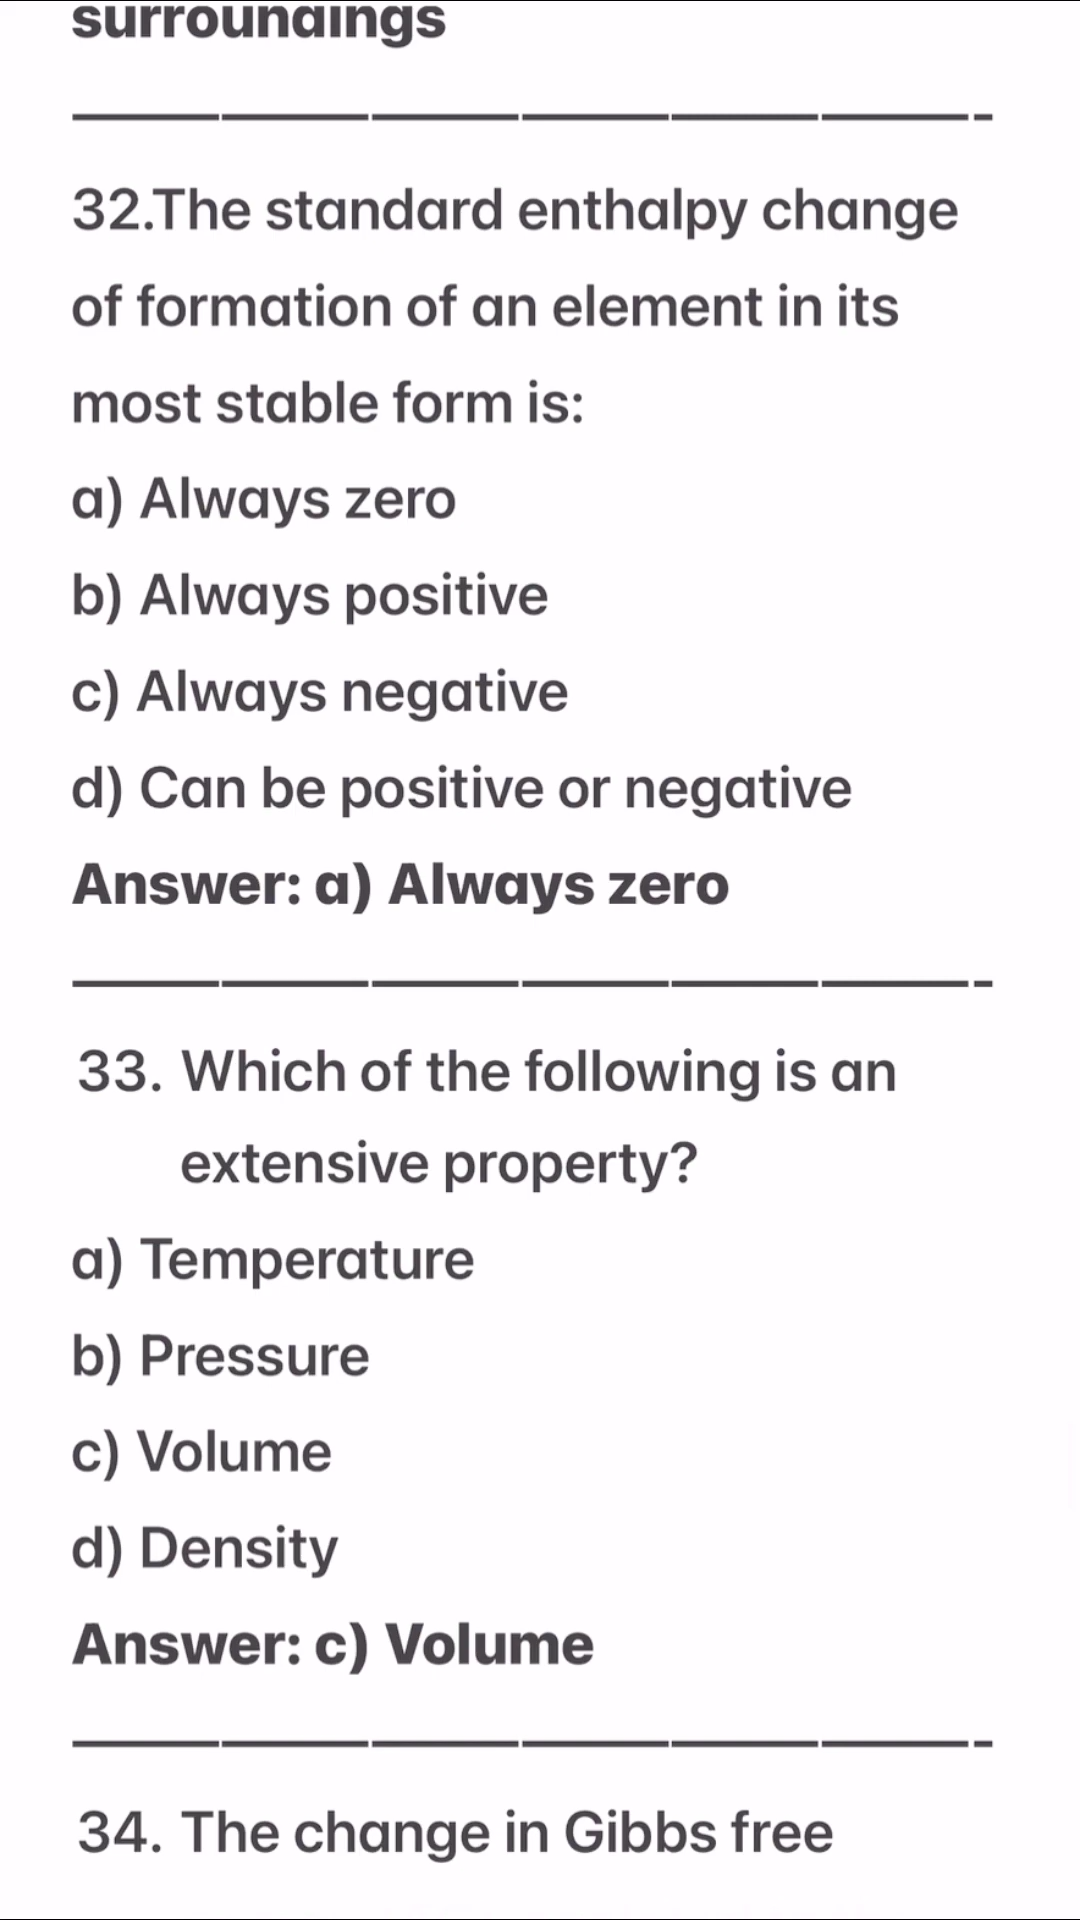 surroundings
——————-
32.The standard enthalpy change
of formation of an element in its
most stable form is:
a) Always zero
b) Always positive
c) Always negative
d) Can be positive or negative
Answer: a) Always zero
——————-
33. Which of the following is an
extensive property?
a) Temperature
b) Pressure
c) Volume
d) Density
Answer: c) Volume
——————-
34. The change in Gibbs free